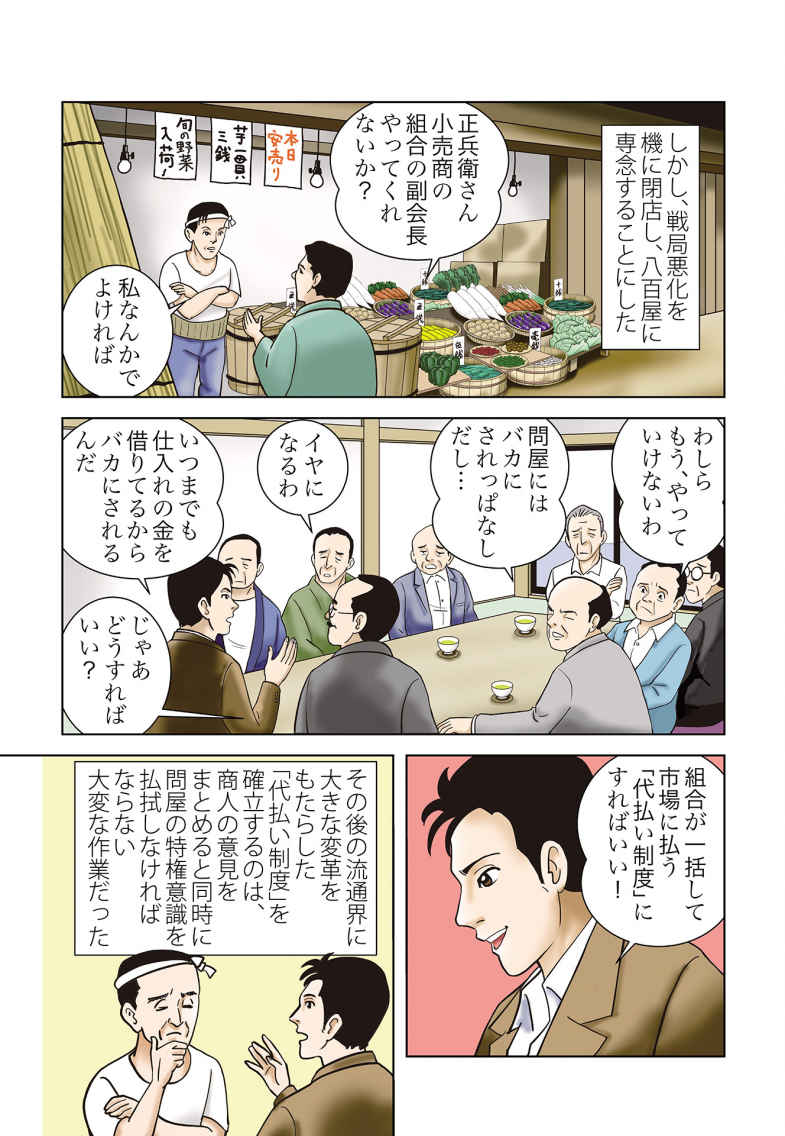 しかし、戦局悪化を
機に閉店し、八百屋に
専念することにした
正兵衛さん
小売商の
組合の副会長
やってくれ
ないか？
本日
安売り
芋一貫
三銭
旬の野菜
入荷！
私なんかで
よければ
わしら
もう、やって
いけないわ
問屋には
バカに
されっぱなし
だし…
イヤに
なるわ
いつまでも
仕入れの金を
借りてるから
バカにされる
んだ
じゃあ
どうすれば
いい？
組合が一括して
市場に払う
「代払い制度」に
すればいい！
その後の流通界に
大きな変革を
もたらした
「代払い制度」を
確立するのは、
商人の意見を
まとめると同時に
問屋の特権意識を
払拭しなければ
ならない
大変な作業だった